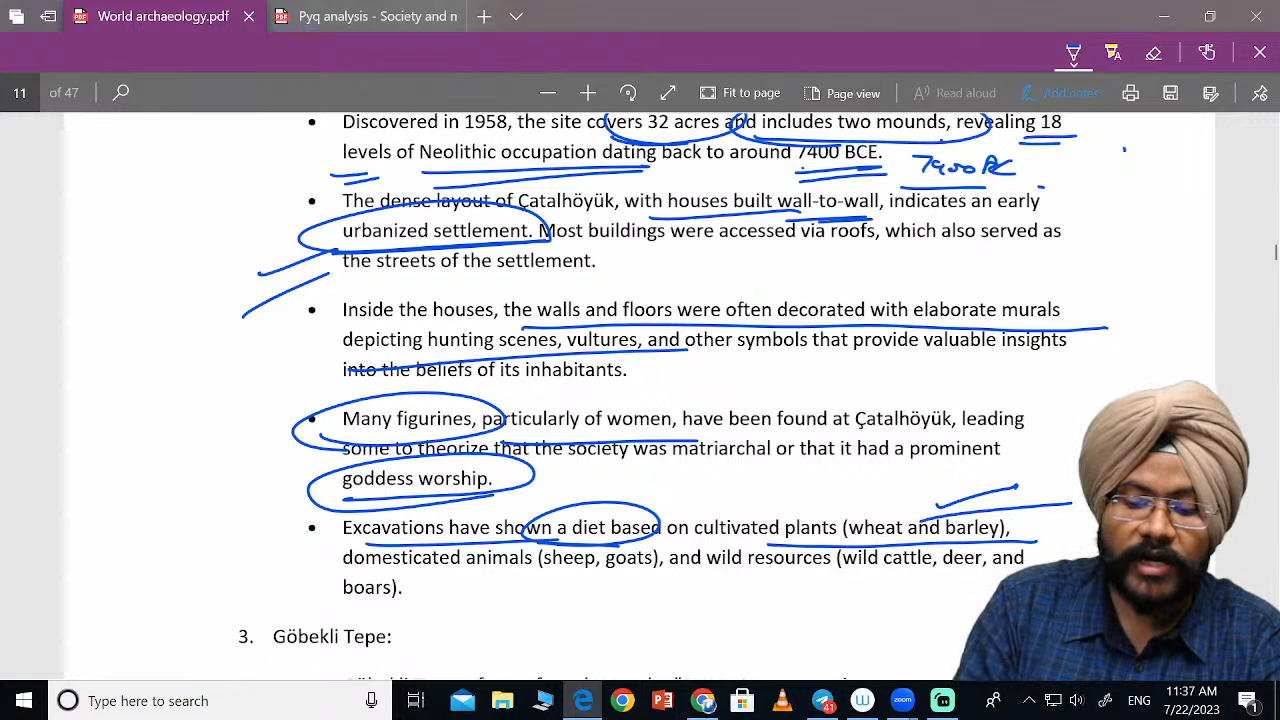 World archaeology.pdf
Pyq analysis - Society and n
11 of 47
Fit to page
Page view
Read aloud
Add notes
Discovered in 1958, the site covers 32 acres and includes two mounds, revealing 18
levels of Neolithic occupation dating back to around 7400 BCE.
7400 BC
The dense layout of Çatalhöyük, with houses built wall-to-wall, indicates an early
urbanized settlement. Most buildings were accessed via roofs, which also served as
the streets of the settlement.
Inside the houses, the walls and floors were often decorated with elaborate murals
depicting hunting scenes, vultures, and other symbols that provide valuable insights
into the beliefs of its inhabitants.
Many figurines, particularly of women, have been found at Çatalhöyük, leading
some to theorize that the society was matriarchal or that it had a prominent
goddess worship.
Excavations have shown a diet based on cultivated plants (wheat and barley),
domesticated animals (sheep, goats), and wild resources (wild cattle, deer, and
boars).
3. Göbekli Tepe:
Type here to search
41
zoom
ENG
11:37 AM
7/22/2023
1